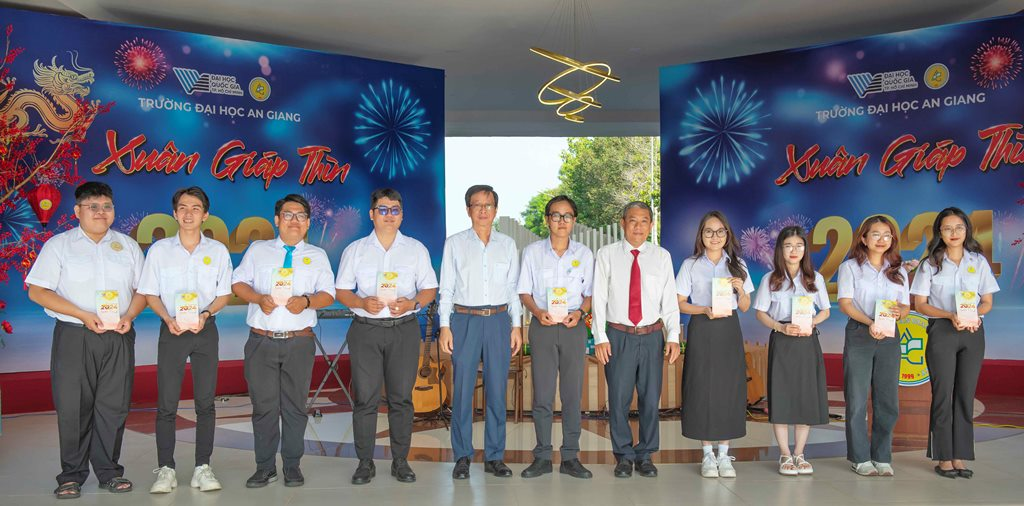 ĐẠI HỌC
QUỐC GIA
TP. HỒ CHÍ MINH
TRƯỜNG ĐẠI HỌC AN GIANG
Xuân Giáp Thìn
202
ĐẠI HỌC
QUỐC GIA
TP. HỒ CHÍ MINH
TRƯỜNG ĐẠI HỌC AN GIANG
Xuân Giáp Thìn
2024
2024
2024
2024
2024
2024
2024
2024
2024
2024
1999